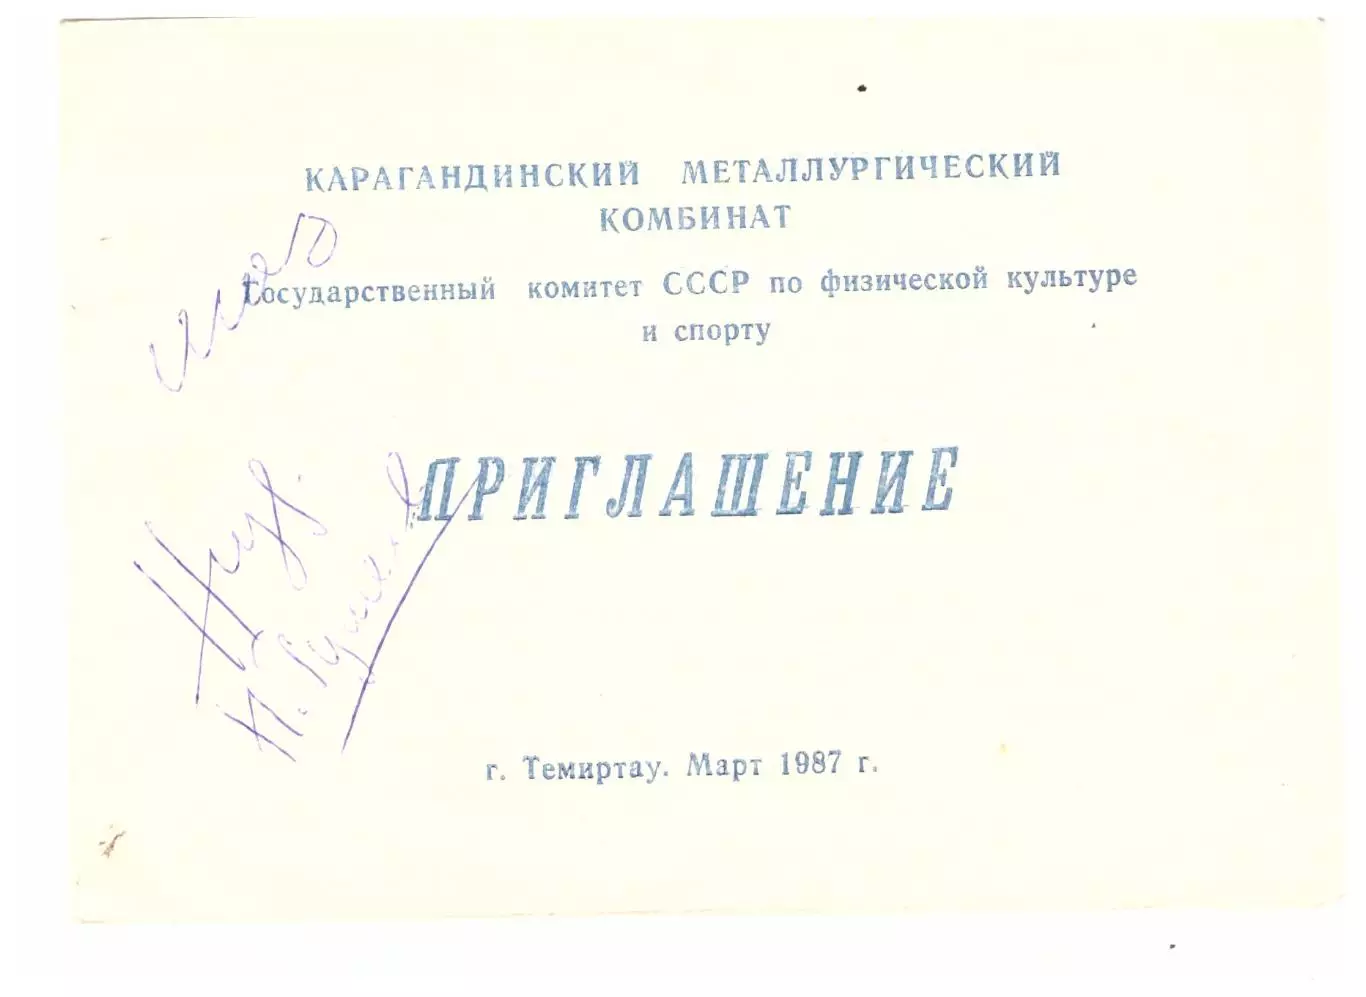 КАРАГАНДИНСКИЙ МЕТАЛЛУРГИЧЕСКИЙ
КОМБИНАТ
Государственный комитет СССР по физической культуре
и спорту
ПРИГЛАШЕНИЕ
г. Темиртау. Март 1987 г.